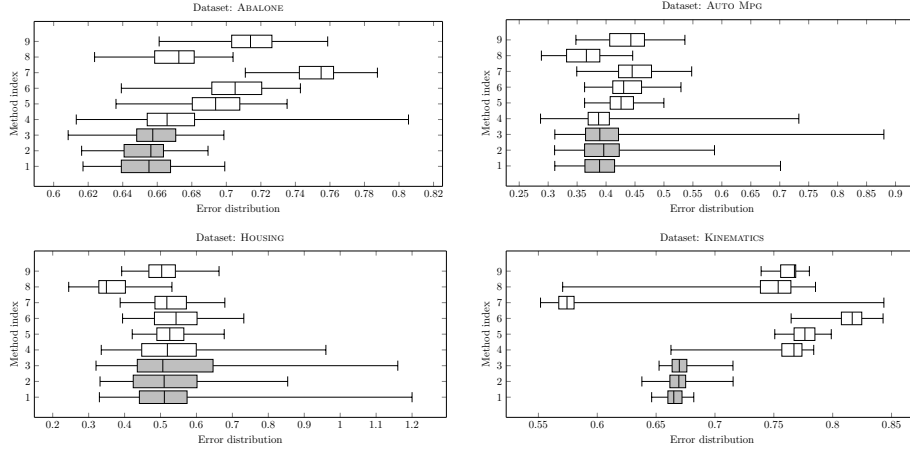 Dataset: ABALONE
Method index
9
8
7
6
5
4
3
2
1
0.6 0.62 0.64 0.66 0.68 0.7 0.72 0.74 0.76 0.78 0.8 0.82
Error distribution
Dataset: AUTO MPG
Method index
9
8
7
6
5
4
3
2
1
0.25 0.3 0.35 0.4 0.45 0.5 0.55 0.6 0.65 0.7 0.75 0.8 0.85 0.9
Error distribution
Dataset: HOUSING
Method index
9
8
7
6
5
4
3
2
1
0.2 0.3 0.4 0.5 0.6 0.7 0.8 0.9 1 1.1 1.2
Error distribution
Dataset: KINEMATICS
Method index
9
8
7
6
5
4
3
2
1
0.55 0.6 0.65 0.7 0.75 0.8 0.85
Error distribution